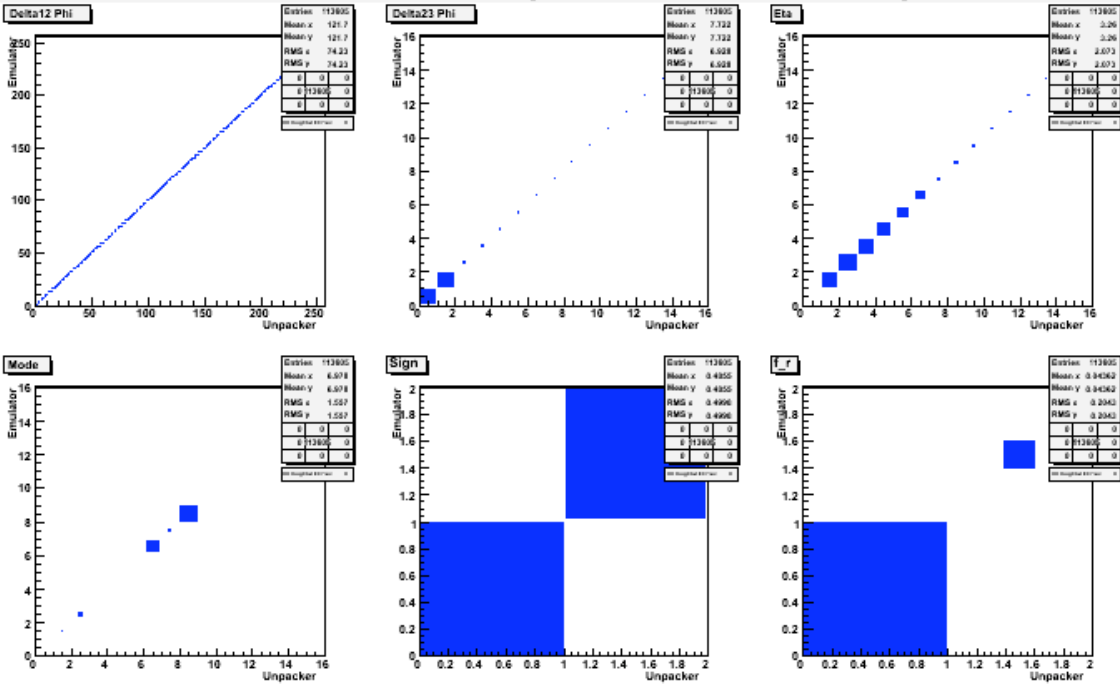 Delta12 Phi
Entries 113805
Mean x 121.7
Mean y 121.7
RMS x 74.23
RMS y 74.23
0 0 0
0 113805 0
0 0 0
Emulator
250
200
150
100
50
0
0 50 100 150 200 250
Unpacker
Delta23 Phi
Entries 113805
Mean x 7.722
Mean y 7.722
RMS x 6.928
RMS y 6.928
0 0 0
0 113805 0
0 0 0
Emulator
16
14
12
10
8
6
4
2
0
0 2 4 6 8 10 12 14 16
Unpacker
Eta
Entries 113805
Mean x 3.26
Mean y 3.26
RMS x 2.073
RMS y 2.073
0 0 0
0 113805 0
0 0 0
Emulator
16
14
12
10
8
6
4
2
0
0 2 4 6 8 10 12 14 16
Unpacker
Mode
Entries 113805
Mean x 6.978
Mean y 6.978
RMS x 1.557
RMS y 1.557
0 0 0
0 113805 0
0 0 0
Emulator
16
14
12
10
8
6
4
2
0
0 2 4 6 8 10 12 14 16
Unpacker
Sign
Entries 113805
Mean x 0.4855
Mean y 0.4855
RMS x 0.4998
RMS y 0.4998
0 0 0
0 113805 0
0 0 0
Emulator
2
1.8
1.6
1.4
1.2
1
0.8
0.6
0.4
0.2
0
0 0.2 0.4 0.6 0.8 1 1.2 1.4 1.6 1.8 2
Unpacker
f_r
Entries 113805
Mean x 0.04362
Mean y 0.04362
RMS x 0.2043
RMS y 0.2043
0 0 0
0 113805 0
0 0 0
Emulator
2
1.8
1.6
1.4
1.2
1
0.8
0.6
0.4
0.2
0
0 0.2 0.4 0.6 0.8 1 1.4 1.6 1.8 2
Unpacker